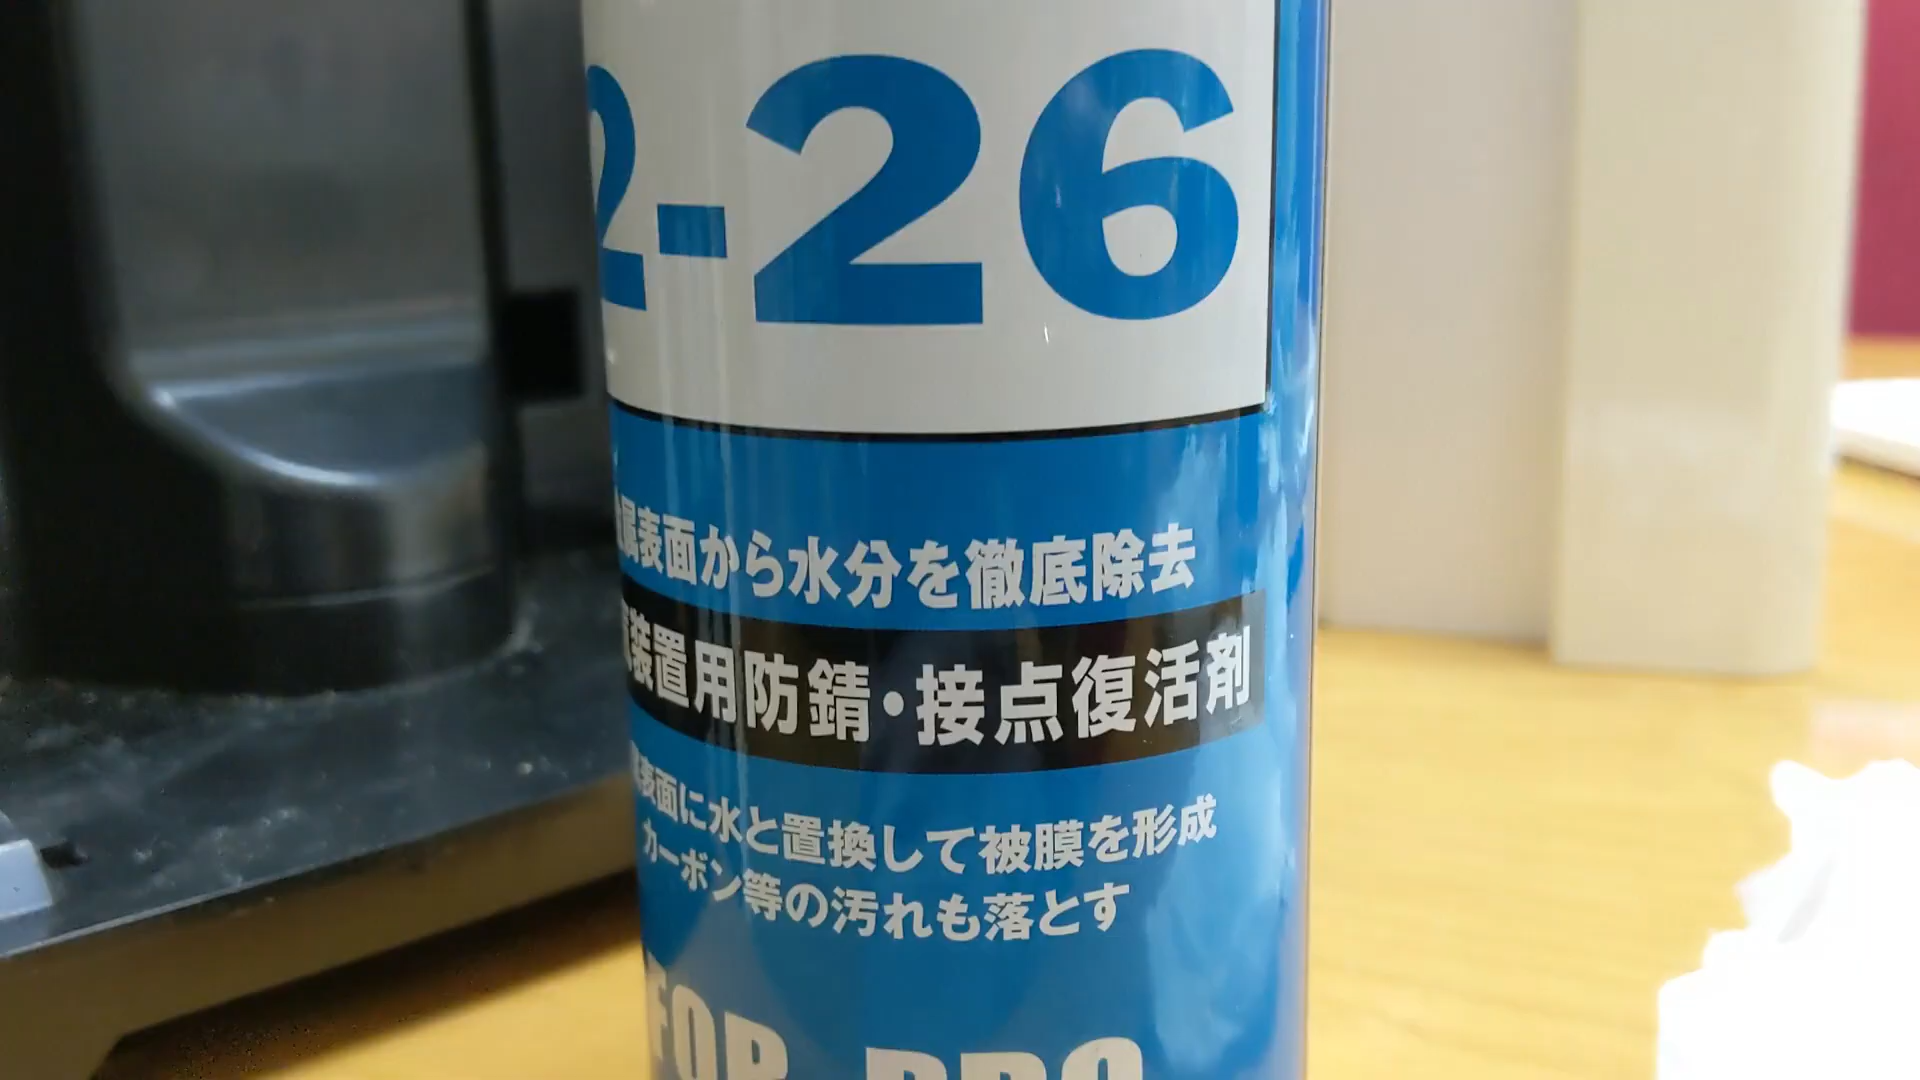 2-26
属表面から水分を徹底除去
装置用防錆・接点復活剤
表面に水と置換して被膜を形成
カーボン等の汚れも落とす
FOR PRO